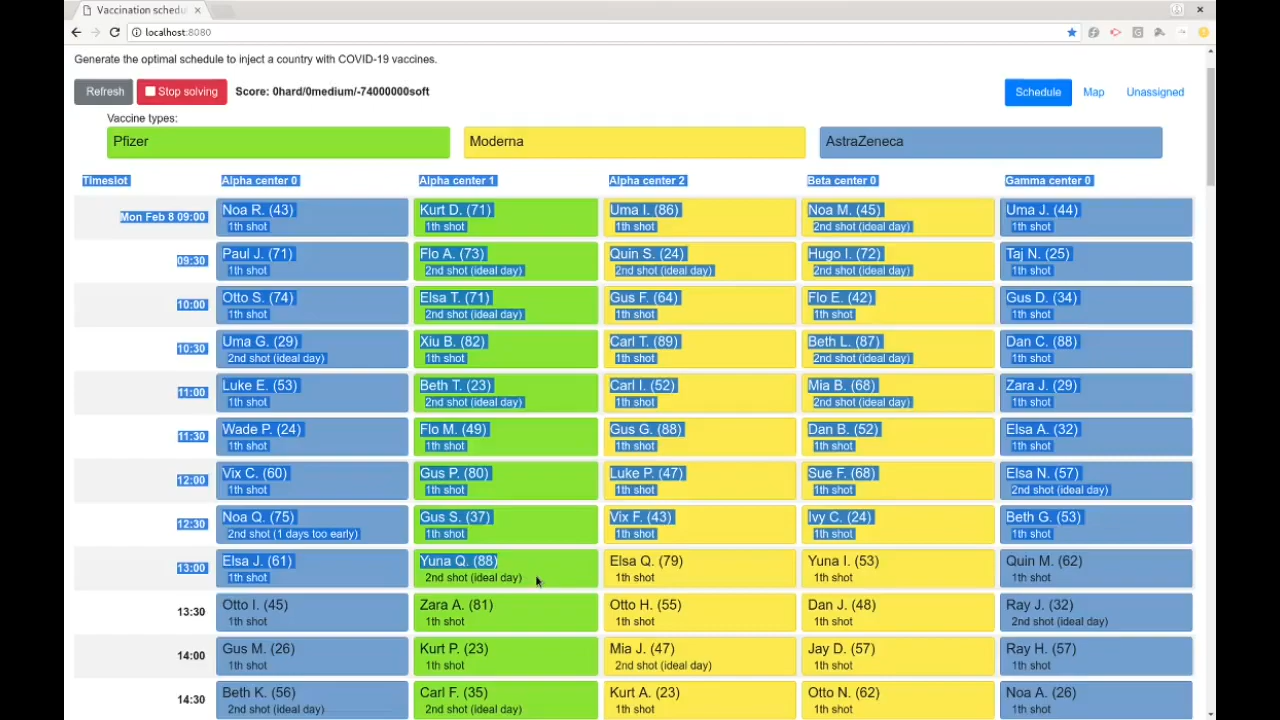 Vaccination schedu
localhost:8080
Generate the optimal schedule to inject a country with COVID-19 vaccines.
Refresh Stop solving Score: 0hard/0medium/-74000000soft Schedule Map Unassigned
Vaccine types:
Pfizer Moderna AstraZeneca
Timeslot Alpha center 0 Alpha center 1 Alpha center 2 Beta center 0 Gamma center 0
Mon Feb 8 09:00 Noa R. (43) Kurt D. (71) Uma I. (86) Noa M. (45) Uma J. (44)
1th shot 1th shot 1th shot 2nd shot (ideal day) 1th shot
09:30 Paul J. (71) Flo A. (73) Quin S. (24) Hugo I. (72) Taj N. (25)
1th shot 2nd shot (ideal day) 2nd shot (ideal day) 2nd shot (ideal day) 1th shot
10:00 Otto S. (74) Elsa T. (71) Gus F. (64) Flo E. (42) Gus D. (34)
1th shot 2nd shot (ideal day) 1th shot 1th shot 1th shot
10:30 Uma G. (29) Xiu B. (82) Carl T. (89) Beth L. (87) Dan C. (88)
2nd shot (ideal day) 1th shot 1th shot 2nd shot (ideal day) 1th shot
11:00 Luke E. (53) Beth T. (23) Carl I. (52) Mia B. (68) Zara J. (29)
1th shot 2nd shot (ideal day) 1th shot 2nd shot (ideal day) 1th shot
11:30 Wade P. (24) Flo M. (49) Gus G. (88) Dan B. (52) Elsa A. (32)
1th shot 1th shot 1th shot 1th shot 1th shot
12:00 Vix C. (60) Gus P. (80) Luke P. (47) Sue F. (68) Elsa N. (57)
1th shot 1th shot 1th shot 1th shot 2nd shot (ideal day)
12:30 Noa Q. (75) Gus S. (37) Vix F. (43) Ivy C. (24) Beth G. (53)
2nd shot (1 days too early) 1th shot 1th shot 1th shot 1th shot
13:00 Elsa J. (61) Yuna Q. (88) Elsa Q. (79) Yuna I. (53) Quin M. (62)
1th shot 2nd shot (ideal day) 1th shot 1th shot 1th shot
13:30 Otto I. (45) Zara A. (81) Otto H. (55) Dan J. (48) Ray J. (32)
1th shot 1th shot 1th shot 1th shot 2nd shot (ideal day)
14:00 Gus M. (26) Kurt P. (23) Mia J. (47) Jay D. (57) Ray H. (57)
1th shot 1th shot 2nd shot (ideal day) 1th shot 1th shot
14:30 Beth K. (56) Carl F. (35) Kurt A. (23) Otto N. (62) Noa A. (26)
2nd shot (ideal day) 2nd shot (ideal day) 1th shot 1th shot 1th shot